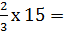 2/3 x 15 =